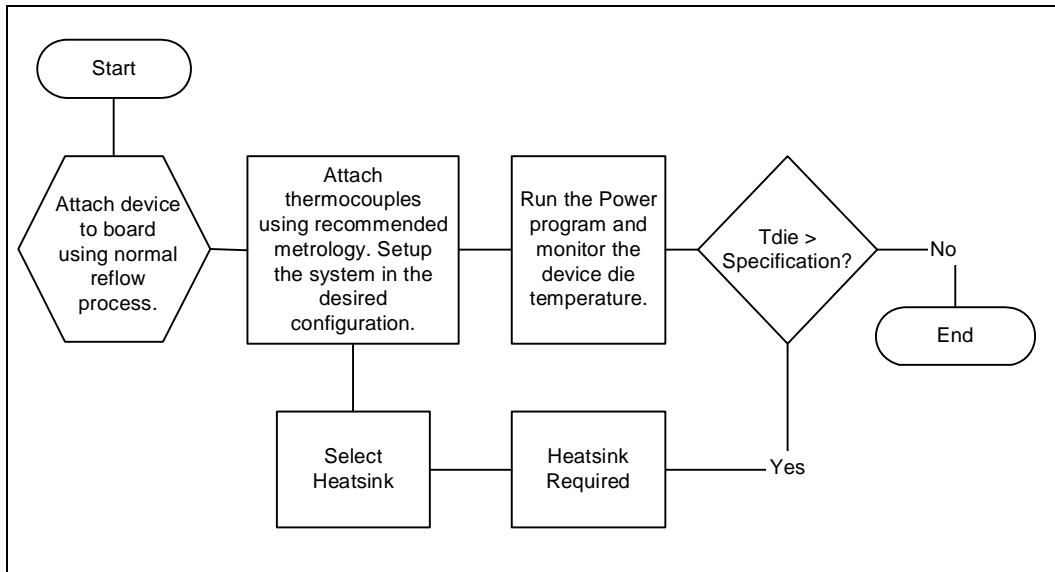 Start
Attach device
to board
using normal
reflow
process.
Attach
thermocouples
using recommended
metrology. Setup
the system in the
desired
configuration.
Run the Power
program and
monitor the
device die
temperature.
Tdie >
Specification?
No
End
Yes
Heatsink
Required
Select
Heatsink